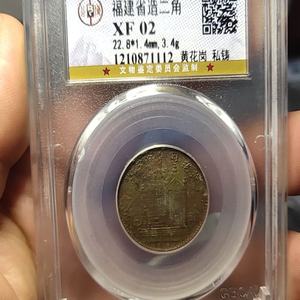 福建省造二角
XF 02
22.8*1.4mm, 3.4g
1210871112 黄花岗 私铸
文物鉴定委员会监制